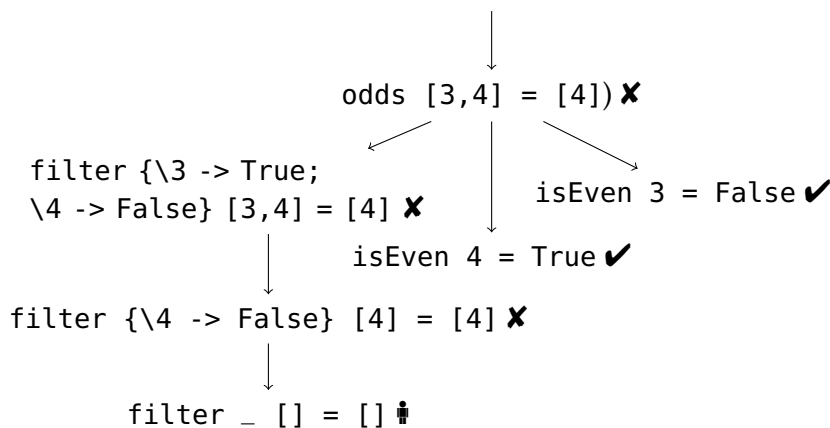 odds [3,4] = [4]) ✘
filter {\3 -> True;
\4 -> False} [3,4] = [4] ✘
isEven 3 = False ✔
isEven 4 = True ✔
filter {\4 -> False} [4] = [4] ✘
filter _ [] = []